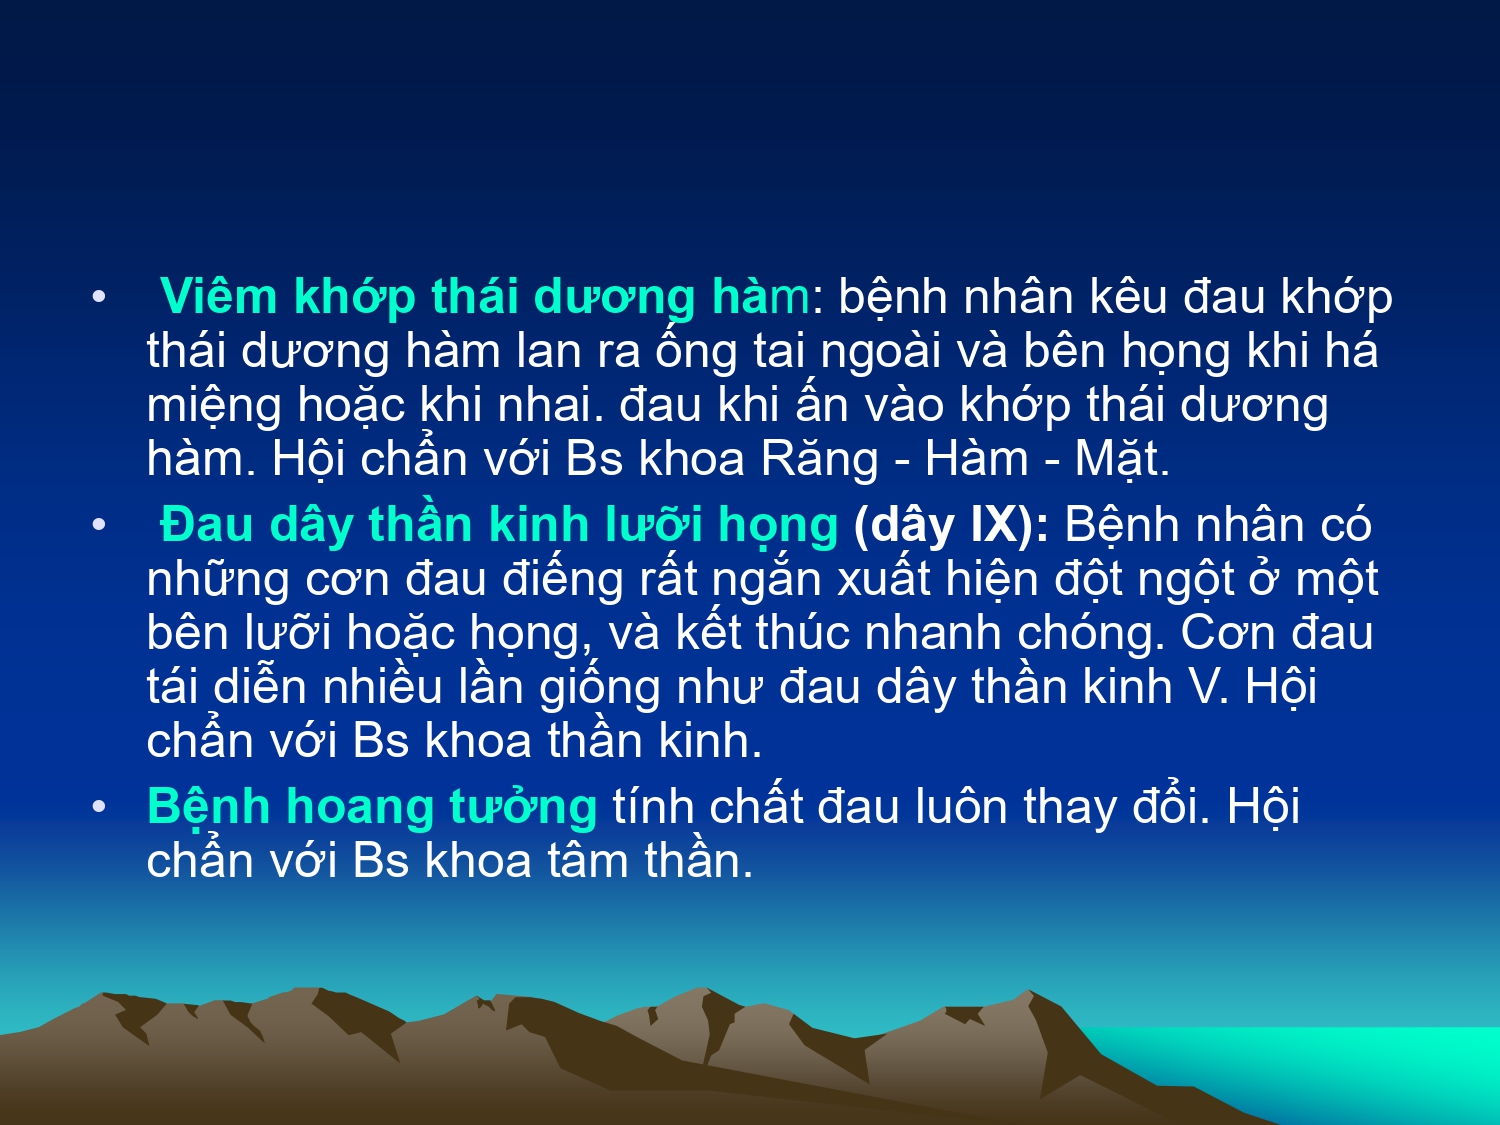 • Viêm khớp thái dương hàm: bệnh nhân kêu đau khớp
thái dương hàm lan ra ống tai ngoài và bên họng khi há
miệng hoặc khi nhai. đau khi ấn vào khớp thái dương
hàm. Hội chẩn với Bs khoa Răng - Hàm - Mặt.
• Đau dây thần kinh lưỡi họng (dây IX): Bệnh nhân có
những cơn đau điếng rất ngắn xuất hiện đột ngột ở một
bên lưỡi hoặc họng, và kết thúc nhanh chóng. Cơn đau
tái diễn nhiều lần giống như đau dây thần kinh V. Hội
chẩn với Bs khoa thần kinh.
• Bệnh hoang tưởng tính chất đau luôn thay đổi. Hội
chẩn với Bs khoa tâm thần.